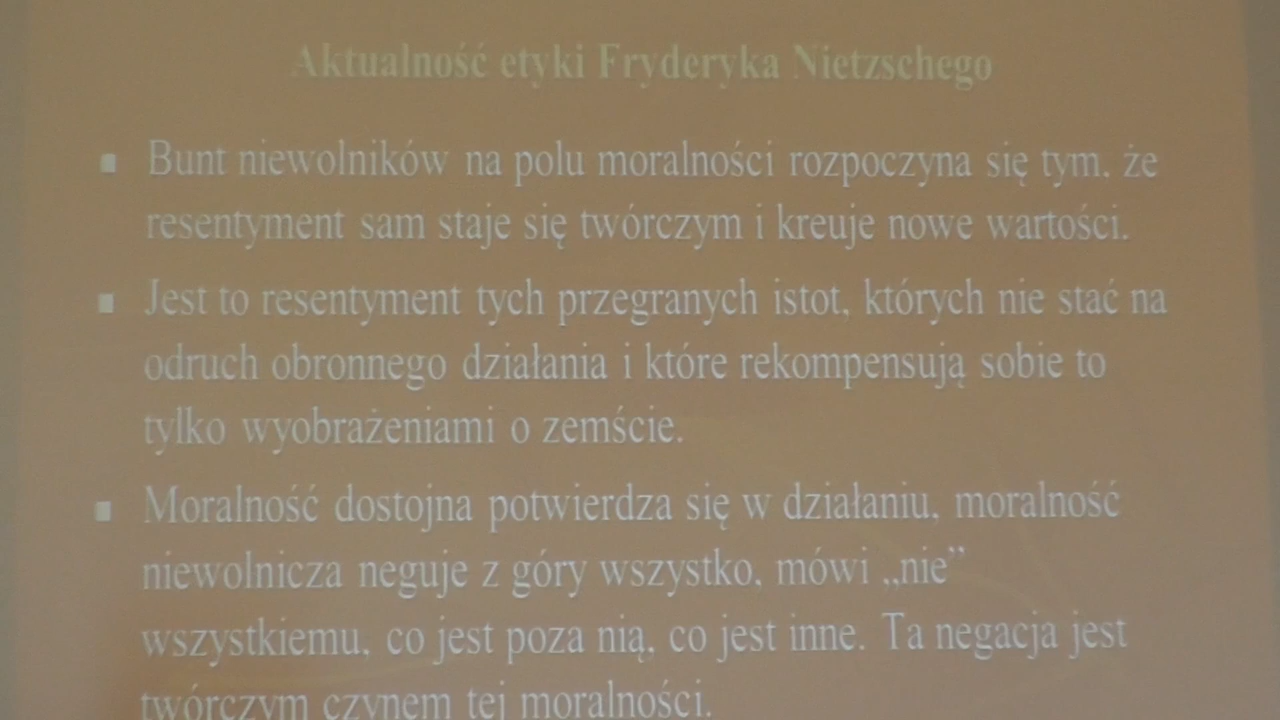 Aktualność etyki Fryderyka Nietzschego
▪ Bunt niewolników na polu moralności rozpoczyna się tym, że
resentyment sam staje się twórczym i kreuje nowe wartości.
▪ Jest to resentyment tych przegranych istot, których nie stać na
odruch obronnego działania i które rekompensują sobie to
tylko wyobrażeniami o zemście.
▪ Moralność dostojna potwierdza się w działaniu, moralność
niewolnicza neguje z góry wszystko, mówi „nie”
wszystkiemu, co jest poza nią, co jest inne. Ta negacja jest
twórczym czynem tej moralności.